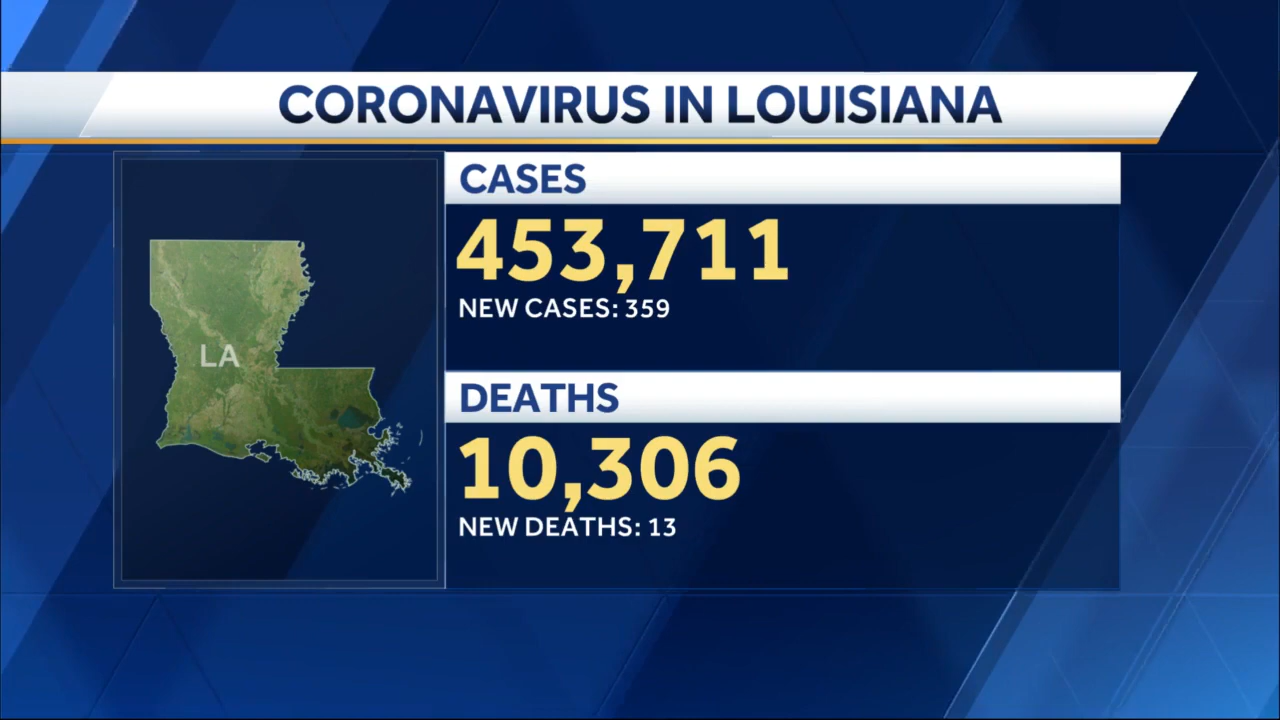 CORONAVIRUS IN LOUISIANA
LA
CASES
453,711
NEW CASES: 359
DEATHS
10,306
NEW DEATHS: 13